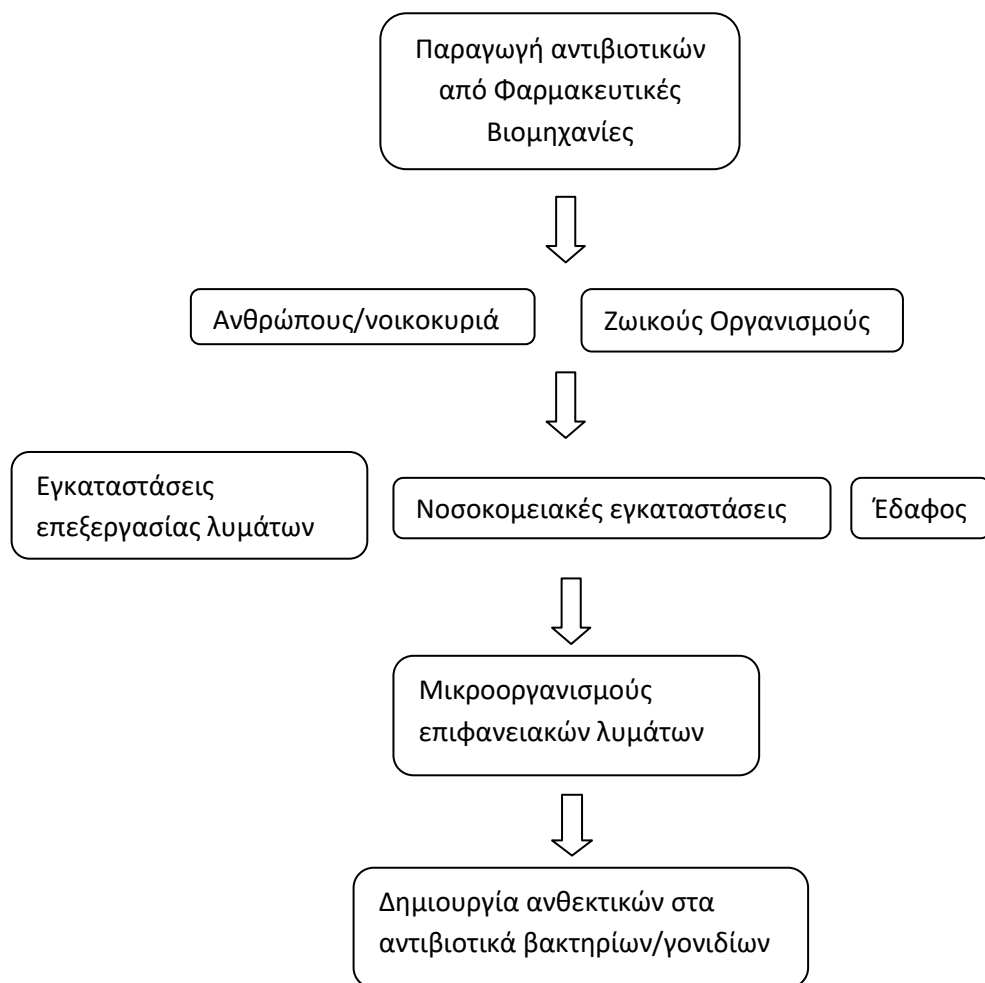 Παραγωγή αντιβιοτικών
από Φαρμακευτικές
Βιομηχανίες
Ανθρώπους/νοικοκυριά
Ζωικούς Οργανισμούς
Εγκαταστάσεις
επεξεργασίας λυμάτων
Νοσοκομειακές εγκαταστάσεις
Έδαφος
Μικροοργανισμούς
επιφανειακών λυμάτων
Δημιουργία ανθεκτικών στα
αντιβιοτικά βακτηρίων/γονιδίων